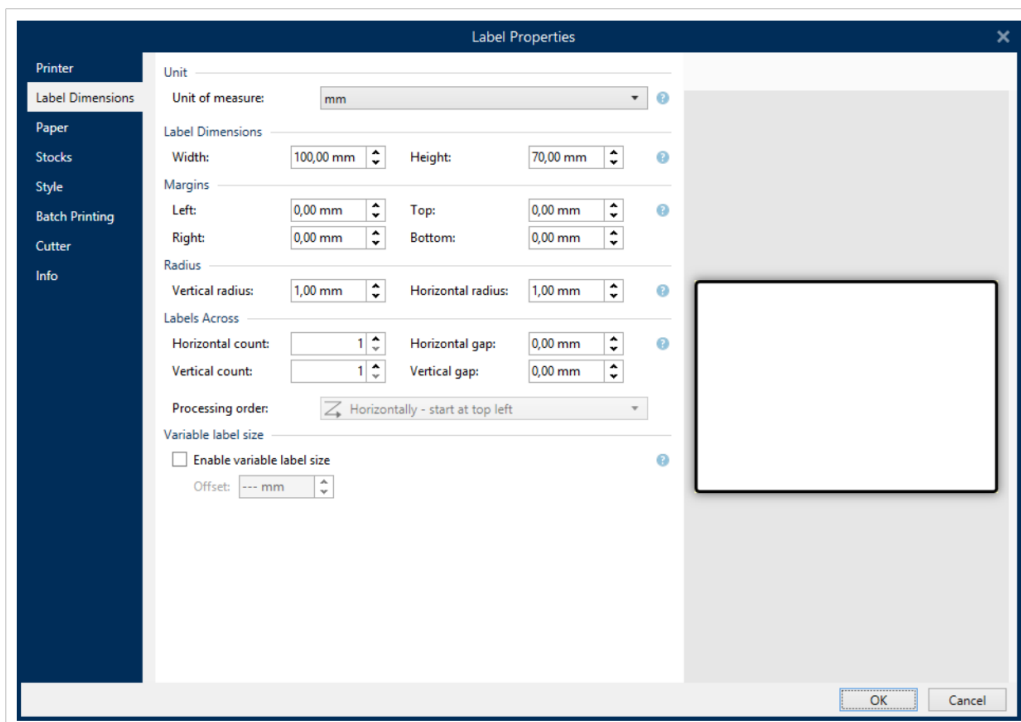 Label Properties
Printer
Label Dimensions
Paper
Stocks
Style
Batch Printing
Cutter
Info
Unit
Unit of measure: mm
Label Dimensions
Width: 100,00 mm Height: 70,00 mm
Margins
Left: 0,00 mm Top: 0,00 mm
Right: 0,00 mm Bottom: 0,00 mm
Radius
Vertical radius: 1,00 mm Horizontal radius: 1,00 mm
Labels Across
Horizontal count: 1 Horizontal gap: 0,00 mm
Vertical count: 1 Vertical gap: 0,00 mm
Processing order: Horizontally - start at top left
Variable label size
Enable variable label size
Offset: --- mm
OK Cancel